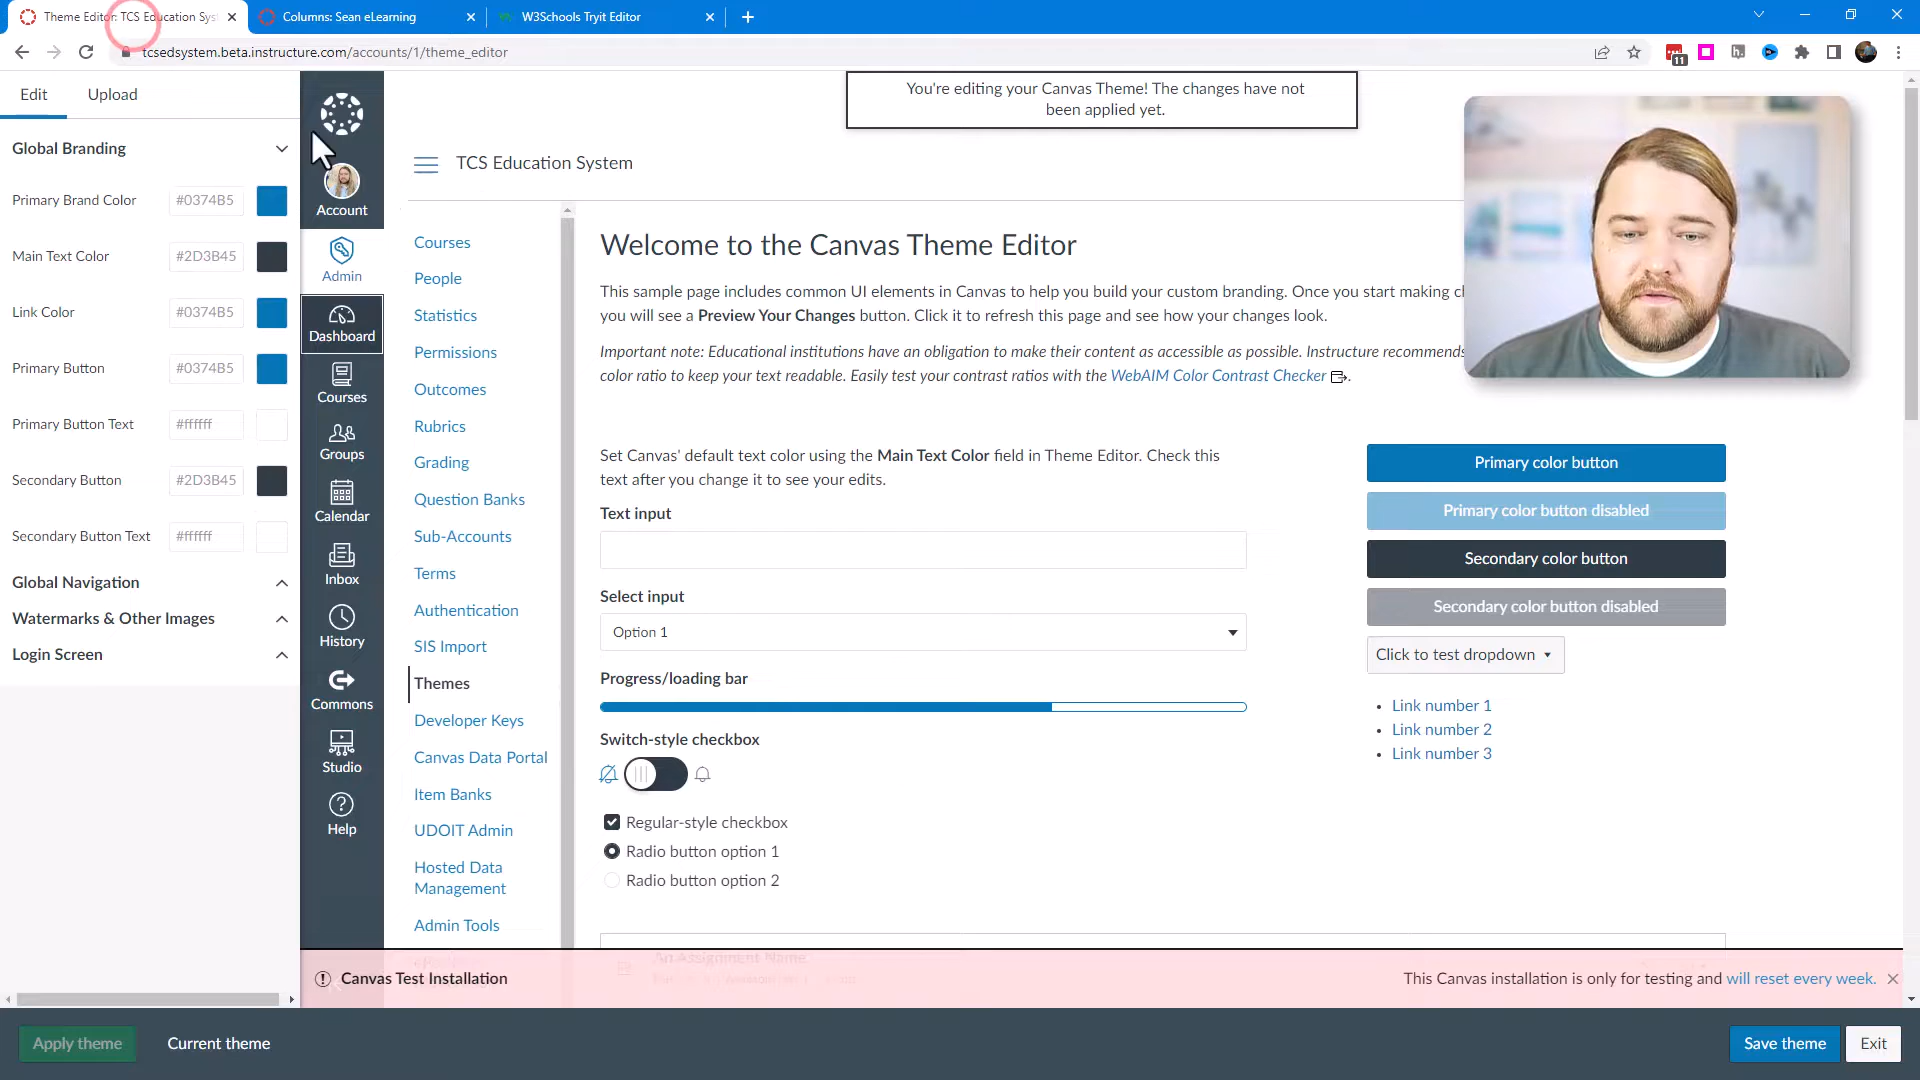 Theme Editor: TCS Education Sys
Columns: Sean eLearning
W3Schools Tryit Editor
tcsedsystem.beta.instructure.com/accounts/1/theme_editor
11
Edit
Upload
Global Branding
Primary Brand Color #0374B5
Main Text Color #2D3B45
Link Color #0374B5
Primary Button #0374B5
Primary Button Text #ffffff
Secondary Button #2D3B45
Secondary Button Text #ffffff
Global Navigation
Watermarks & Other Images
Login Screen
Account
Admin
Dashboard
Courses
Groups
Calendar
Inbox
History
Commons
Studio
Help
You're editing your Canvas Theme! The changes have not
been applied yet.
TCS Education System
Courses
People
Statistics
Permissions
Outcomes
Rubrics
Grading
Question Banks
Sub-Accounts
Terms
Authentication
SIS Import
Themes
Developer Keys
Canvas Data Portal
Item Banks
UDOIT Admin
Hosted Data
Management
Admin Tools
Welcome to the Canvas Theme Editor
This sample page includes common UI elements in Canvas to help you build your custom branding. Once you start making
you will see a Preview Your Changes button. Click it to refresh this page and see how your changes look.
Important note: Educational institutions have an obligation to make their content as accessible as possible. Instructure recommends
color ratio to keep your text readable. Easily test your contrast ratios with the WebAIM Color Contrast Checker.
Set Canvas' default text color using the Main Text Color field in Theme Editor. Check this
text after you change it to see your edits.
Text input
Select input
Option 1
Progress/loading bar
Switch-style checkbox
Regular-style checkbox
Radio button option 1
Radio button option 2
Primary color button
Primary color button disabled
Secondary color button
Secondary color button disabled
Click to test dropdown
• Link number 1
• Link number 2
• Link number 3
An Assignment Name
Canvas Test Installation
This Canvas installation is only for testing and will reset every week.
Apply theme
Current theme
Save theme
Exit